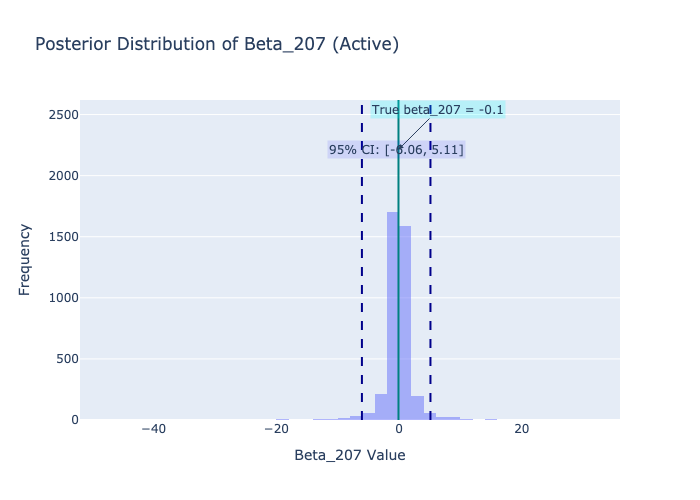 Posterior Distribution of Beta_207 (Active)
True beta_207 = -0.1
95% CI: [-6.06, 5.11]
2500
2000
1500
1000
500
0
Frequency
−40
−20
0
20
Beta_207 Value